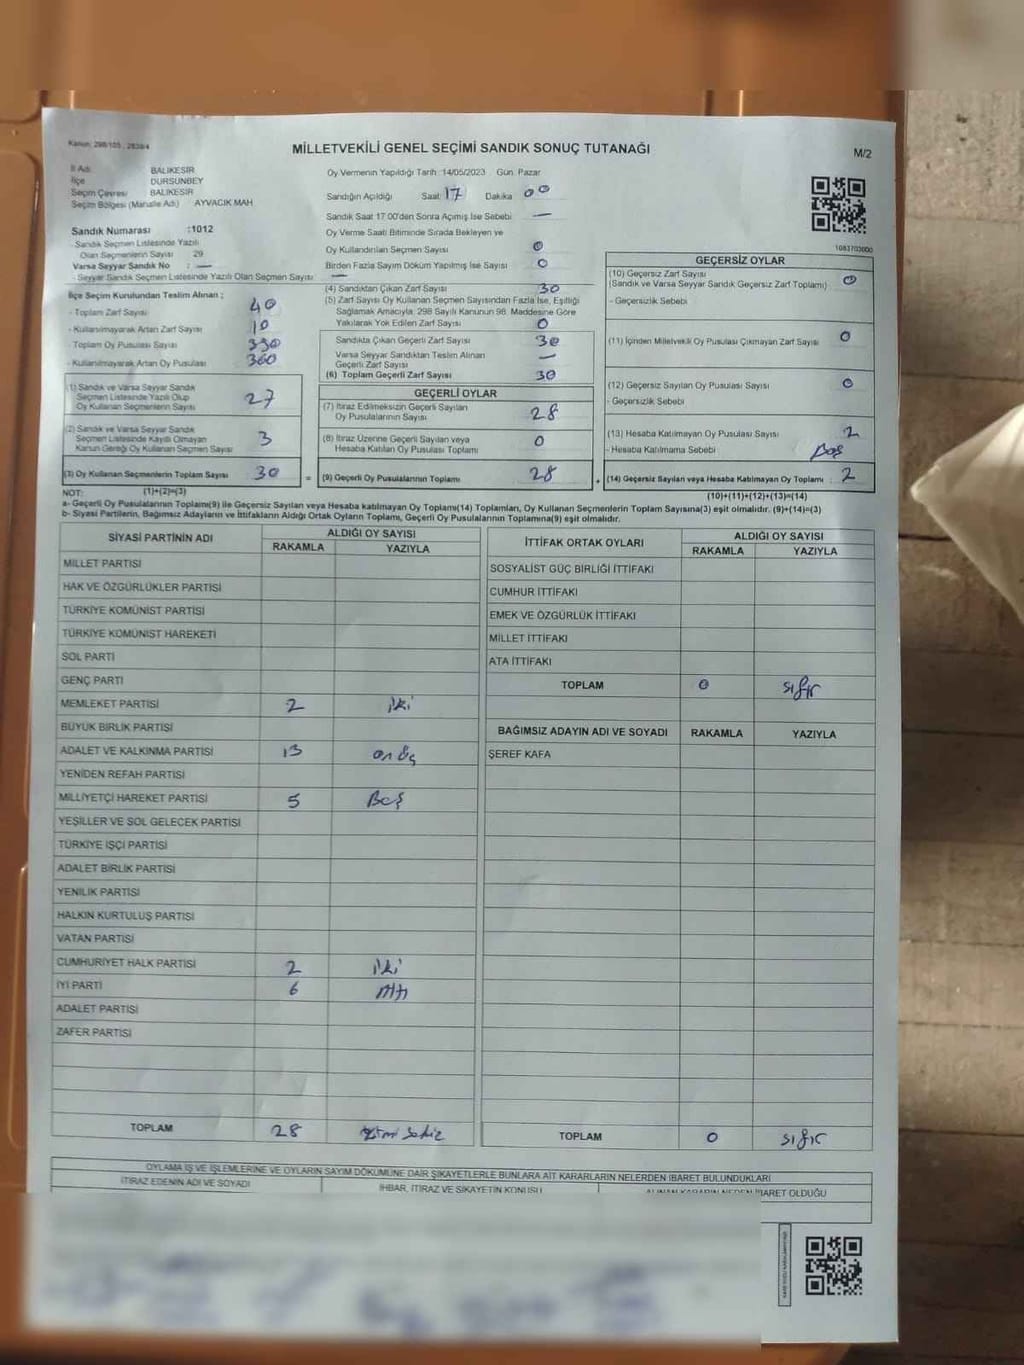 Kanun: 298/105, 2839/4
MİLLETVEKİLİ GENEL SEÇİMİ SANDIK SONUÇ TUTANAĞI
M/2
İl Adı BALIKESİR
İlçe DURSUNBEY
Seçim Çevresi BALIKESİR
Seçim Bölgesi (Mahalle Adı) AYVACIK MAH
Oy Vermenin Yapıldığı Tarih: 14/05/2023 Gün: Pazar
Sandığın Açıldığı Saat 17 Dakika 00
Sandık Saat 17:00'den Sonra Açımış İse Sebebi —
Oy Verme Saati Bitiminde Sırada Bekleyen ve
Oy Kullandırılan Seçmen Sayısı 0
Birden Fazla Sayım Döküm Yapılmış İse Sayısı 0
1083703000
Sandık Numarası :1012
Sandık Seçmen Listesinde Yazılı
Olan Seçmenlerin Sayısı 29
Varsa Seyyar Sandık No : —
- Seyyar Sandık Seçmen Listesinde Yazılı Olan Seçmen Sayısı —
İlçe Seçim Kurulundan Teslim Alınan ;
- Toplam Zarf Sayısı 40
- Kullanılmayarak Artan Zarf Sayısı 10
- Toplam Oy Pusulası Sayısı 390
- Kullanılmayarak Artan Oy Pusulası 360
(1) Sandık ve Varsa Seyyar Sandık
Seçmen Listesinde Yazılı Olup
Oy Kullanan Seçmenlerin Sayısı 27
(2) Sandık ve Varsa Seyyar Sandık
Seçmen Listesinde Kayıtlı Olmayan
Kanun Gereği Oy Kullanan Seçmen Sayısı 3
(3) Oy Kullanan Seçmenlerin Toplam Sayısı 30
(4) Sandıktan Çıkan Zarf Sayısı 30
(5) Zarf Sayısı Oy Kullanan Seçmen Sayısından Fazla İse, Eşitliği
Sağlamak Amacıyla; 298 Sayılı Kanunun 98. Maddesine Göre
Yakılarak Yok Edilen Zarf Sayısı 0
Sandıkta Çıkan Geçerli Zarf Sayısı 30
Varsa Seyyar Sandıktan Teslim Alınan
Geçerli Zarf Sayısı —
(6) Toplam Geçerli Zarf Sayısı 30
GEÇERLİ OYLAR
(7) İtiraz Edilmeksizin Geçerli Sayılan
Oy Pusulalarının Sayısı 28
(8) İtiraz Üzerine Geçerli Sayılan veya
Hesaba Katılan Oy Pusulası Toplamı 0
= (9) Geçerli Oy Pusulalarının Toplamı 28
GEÇERSİZ OYLAR
(10) Geçersiz Zarf Sayısı
(Sandık ve Varsa Seyyar Sandık Geçersiz Zarf Toplamı) 0
- Geçersizlik Sebebi
(11) İçinden Milletvekili Oy Pusulası Çıkmayan Zarf Sayısı 0
(12) Geçersiz Sayılan Oy Pusulası Sayısı 0
- Geçersizlik Sebebi
(13) Hesaba Katılmayan Oy Pusulası Sayısı 2
- Hesaba Katılmama Sebebi Boş
+ (14) Geçersiz Sayılan veya Hesaba Katılmayan Oy Toplamı : 2
NOT: (1)+(2)=(3)
(10)+(11)+(12)+(13)=(14)
a- Geçerli Oy Pusulalarının Toplamı(9) ile Geçersiz Sayılan veya Hesaba katılmayan Oy Toplamı(14) Toplamları, Oy Kullanan Seçmenlerin Toplam Sayısına(3) eşit olmalıdır. (9)+(14)=(3)
b- Siyasi Partilerin, Bağımsız Adayların ve İttifakların Aldığı Ortak Oyların Toplamı, Geçerli Oy Pusulalarının Toplamına(9) eşit olmalıdır.
SİYASİ PARTİNİN ADI ALDIĞI OY SAYISI
RAKAMLA YAZIYLA
MİLLET PARTİSİ
HAK VE ÖZGÜRLÜKLER PARTİSİ
TÜRKİYE KOMÜNİST PARTİSİ
TÜRKİYE KOMÜNİST HAREKETİ
SOL PARTİ
GENÇ PARTİ
MEMLEKET PARTİSİ 2 iki
BÜYÜK BİRLİK PARTİSİ
ADALET VE KALKINMA PARTİSİ 13 on üç
YENİDEN REFAH PARTİSİ
MİLLİYETÇİ HAREKET PARTİSİ 5 Beş
YEŞİLLER VE SOL GELECEK PARTİSİ
TÜRKİYE İŞÇİ PARTİSİ
ADALET BİRLİK PARTİSİ
YENİLİK PARTİSİ
HALKIN KURTULUŞ PARTİSİ
VATAN PARTİSİ
CUMHURİYET HALK PARTİSİ 2 iki
İYİ PARTİ 6 Altı
ADALET PARTİSİ
ZAFER PARTİSİ
TOPLAM 28 yirmi sekiz
İTTİFAK ORTAK OYLARI ALDIĞI OY SAYISI
RAKAMLA YAZIYLA
SOSYALİST GÜÇ BİRLİĞİ İTTİFAKI
CUMHUR İTTİFAKI
EMEK VE ÖZGÜRLÜK İTTİFAKI
MİLLET İTTİFAKI
ATA İTTİFAKI
TOPLAM 0 sıfır
BAĞIMSIZ ADAYIN ADI VE SOYADI RAKAMLA YAZIYLA
ŞEREF KAFA
TOPLAM 0 sıfır
OYLAMA İŞ VE İŞLEMLERİNE VE OYLARIN SAYIM DÖKÜMÜNE DAİR ŞİKAYETLERLE BUNLARA AİT KARARLARIN NELERDEN İBARET BULUNDUKLARI
İTİRAZ EDENİN ADI VE SOYADI İHBAR, İTİRAZ VE ŞİKAYETİN KONUSU ALINAN KARARIN NEDEN İBARET OLDUĞU